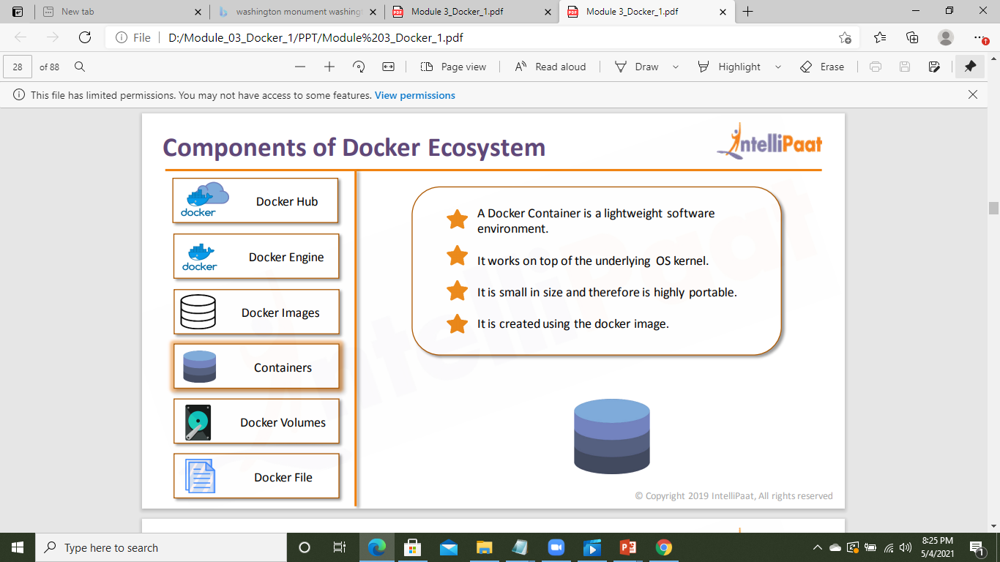 New tab
washington monument washing
Module 3_Docker_1.pdf
Module 3_Docker_1.pdf
File
D:/Module_03_Docker_1/PPT/Module%203_Docker_1.pdf
28 of 88
Page view
Read aloud
Draw
Highlight
Erase
This file has limited permissions. You may not have access to some features. View permissions
Components of Docker Ecosystem
IntelliPaat
docker
Docker Hub
docker
Docker Engine
Docker Images
Containers
Docker Volumes
Docker File
A Docker Container is a lightweight software
environment.
It works on top of the underlying OS kernel.
It is small in size and therefore is highly portable.
It is created using the docker image.
IntelliPaat
© Copyright 2019 IntelliPaat, All rights reserved
Type here to search
8:25 PM
5/4/2021
1